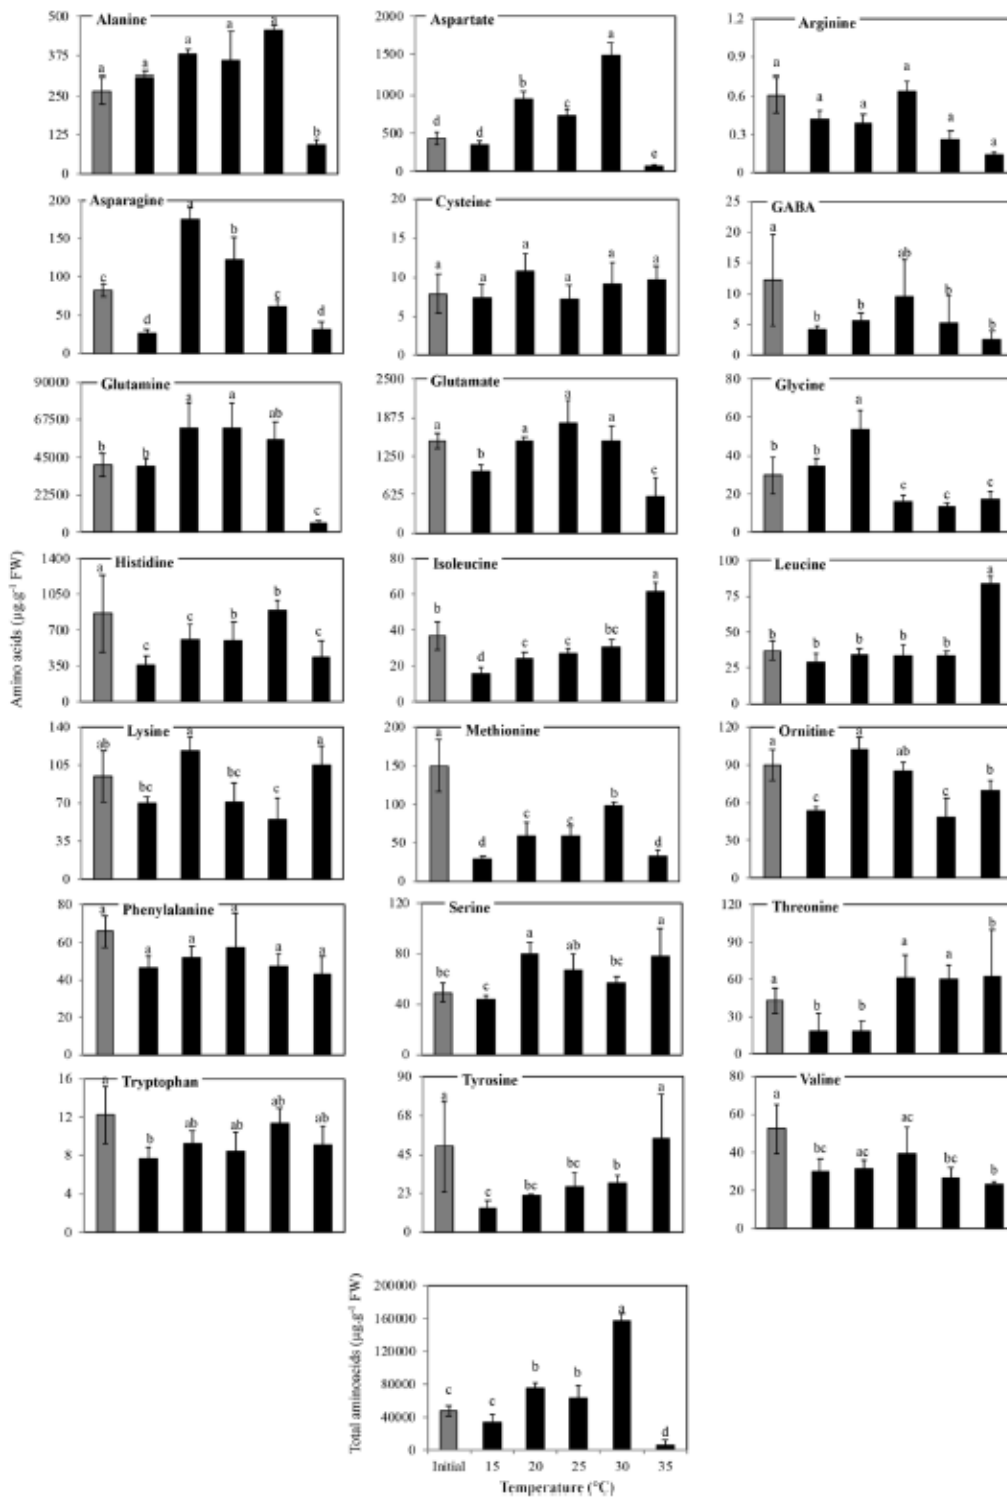 Alanine
500
375
250
125
0
a
a
a
a
a
b
Aspartate
2000
1500
1000
500
0
d
d
b
c
a
e
Arginine
1.2
0.9
0.6
0.3
0
a
a
a
a
a
a
Asparagine
200
150
100
50
0
c
d
a
b
c
d
Cysteine
20
15
10
5
0
a
a
a
a
a
a
GABA
25
20
15
10
5
0
a
b
b
ab
b
b
Glutamine
90000
67500
45000
22500
0
b
b
a
a
ab
c
Glutamate
2500
1875
1250
625
0
a
c
a
a
a
c
Glycine
80
60
40
20
0
b
b
a
c
c
c
Amino acids (µg.g⁻¹ FW)
Histidine
1400
1050
700
350
0
a
c
c
b
a
c
Isoleucine
80
60
40
20
0
b
d
c
c
bc
a
Leucine
100
75
50
25
0
b
b
b
b
b
a
Lysine
140
105
70
35
0
ab
bc
a
bc
c
a
Methionine
200
150
100
50
0
a
d
c
c
b
d
Ornitine
120
90
60
30
0
a
c
a
ab
c
b
Phenylalanine
80
60
40
20
0
a
a
a
a
a
a
Serine
120
80
40
0
bc
c
a
ab
bc
a
Threonine
120
90
60
30
0
a
b
b
a
a
Tryptophan
16
12
8
4
0
a
b
ab
ab
ab
ab
Tyrosine
90
68
45
23
0
a
c
bc
bc
b
a
Valine
80
60
40
20
0
a
bc
ac
ac
bc
b
Total aminoacids (µg.g⁻¹ FW)
200000
160000
120000
80000
40000
0
c
c
b
b
a
d
Initial 15 20 25 30 35
Temperature (°C)